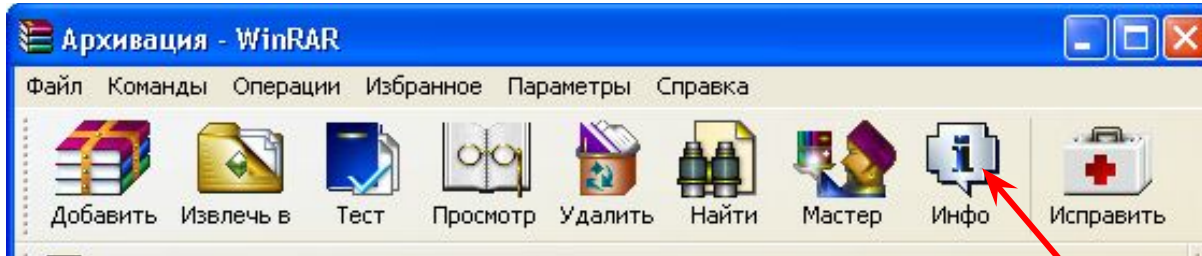 Архивация - WinRAR
Файл Команды Операции Избранное Параметры Справка
Добавить Извлечь в Тест Просмотр Удалить Найти Мастер Инфо Исправить